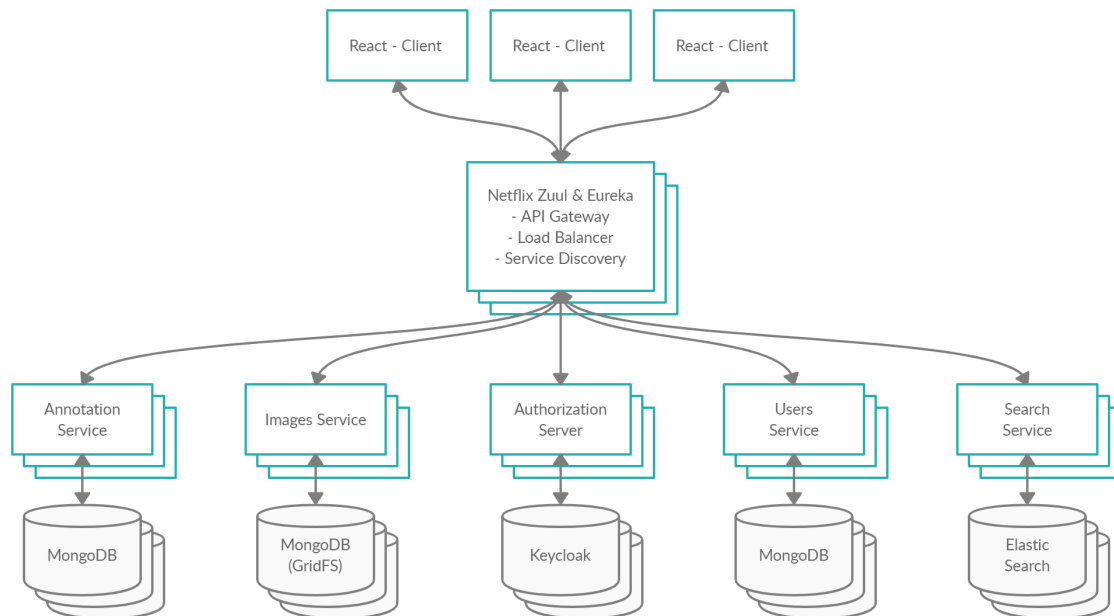 React - Client
React - Client
React - Client
Netflix Zuul & Eureka
- API Gateway
- Load Balancer
- Service Discovery
Annotation
Service
Images Service
Authorization
Server
Users
Service
Search
Service
MongoDB
MongoDB
(GridFS)
Keycloak
MongoDB
Elastic
Search